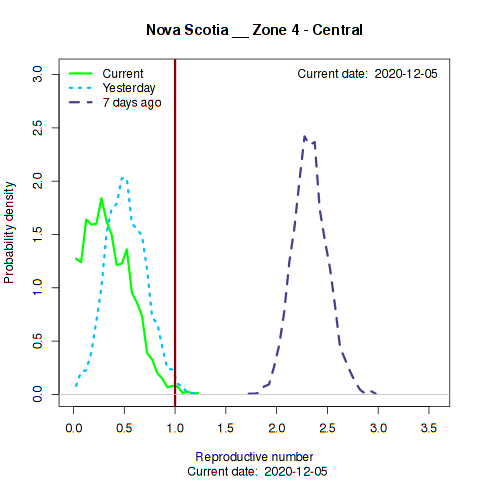 Nova Scotia __ Zone 4 - Central
Current
Yesterday
7 days ago
Current date: 2020-12-05
Probability density
3.0
2.5
2.0
1.5
1.0
0.5
0.0
0.0 0.5 1.0 1.5 2.0 2.5 3.0 3.5
Reproductive number
Current date: 2020-12-05